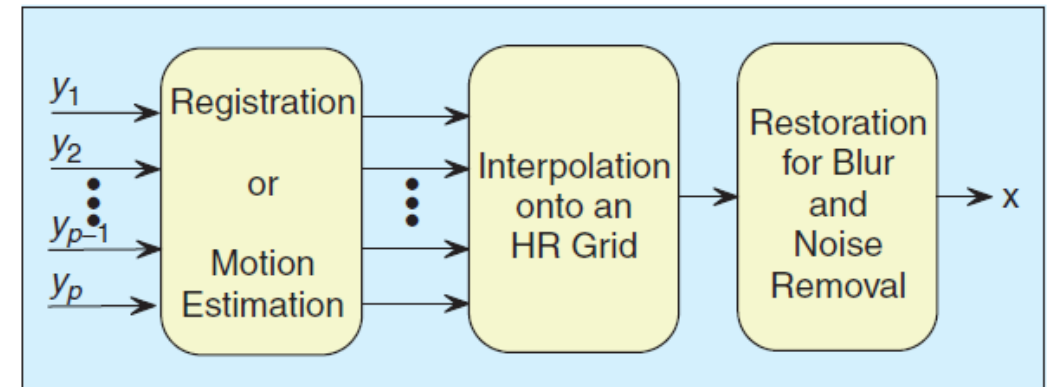 y1
y2
yp–1
yp
Registration
or
Motion
Estimation
Interpolation
onto an
HR Grid
Restoration
for Blur
and
Noise
Removal
x